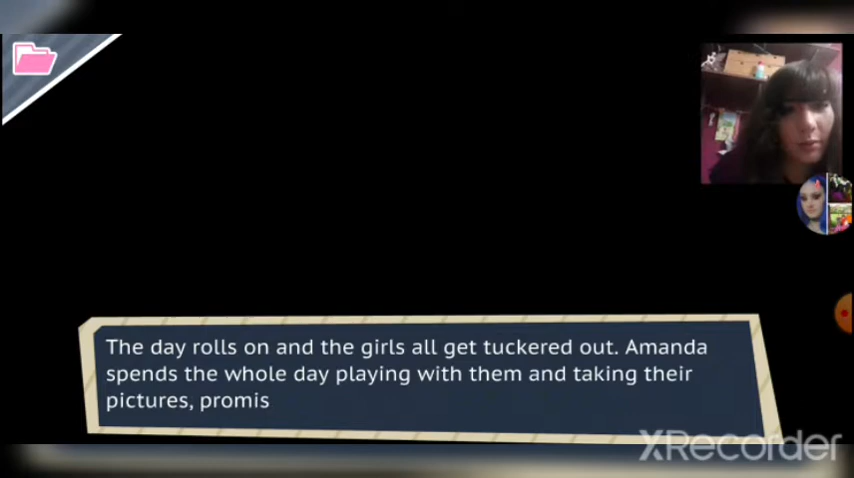 The day rolls on and the girls all get tuckered out. Amanda
spends the whole day playing with them and taking their
pictures, promis
XRecorder